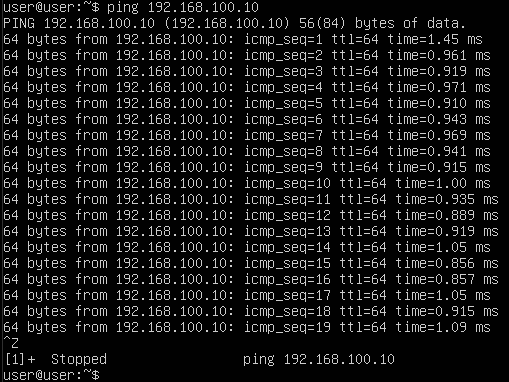 user@user:~$ ping 192.168.100.10
PING 192.168.100.10 (192.168.100.10) 56(84) bytes of data.
64 bytes from 192.168.100.10: icmp_seq=1 ttl=64 time=1.45 ms
64 bytes from 192.168.100.10: icmp_seq=2 ttl=64 time=0.961 ms
64 bytes from 192.168.100.10: icmp_seq=3 ttl=64 time=0.919 ms
64 bytes from 192.168.100.10: icmp_seq=4 ttl=64 time=0.971 ms
64 bytes from 192.168.100.10: icmp_seq=5 ttl=64 time=0.910 ms
64 bytes from 192.168.100.10: icmp_seq=6 ttl=64 time=0.943 ms
64 bytes from 192.168.100.10: icmp_seq=7 ttl=64 time=0.969 ms
64 bytes from 192.168.100.10: icmp_seq=8 ttl=64 time=0.941 ms
64 bytes from 192.168.100.10: icmp_seq=9 ttl=64 time=0.915 ms
64 bytes from 192.168.100.10: icmp_seq=10 ttl=64 time=1.00 ms
64 bytes from 192.168.100.10: icmp_seq=11 ttl=64 time=0.935 ms
64 bytes from 192.168.100.10: icmp_seq=12 ttl=64 time=0.889 ms
64 bytes from 192.168.100.10: icmp_seq=13 ttl=64 time=0.919 ms
64 bytes from 192.168.100.10: icmp_seq=14 ttl=64 time=1.05 ms
64 bytes from 192.168.100.10: icmp_seq=15 ttl=64 time=0.856 ms
64 bytes from 192.168.100.10: icmp_seq=16 ttl=64 time=0.857 ms
64 bytes from 192.168.100.10: icmp_seq=17 ttl=64 time=1.05 ms
64 bytes from 192.168.100.10: icmp_seq=18 ttl=64 time=0.915 ms
64 bytes from 192.168.100.10: icmp_seq=19 ttl=64 time=1.09 ms
^Z
[1]+  Stopped                 ping 192.168.100.10
user@user:~$